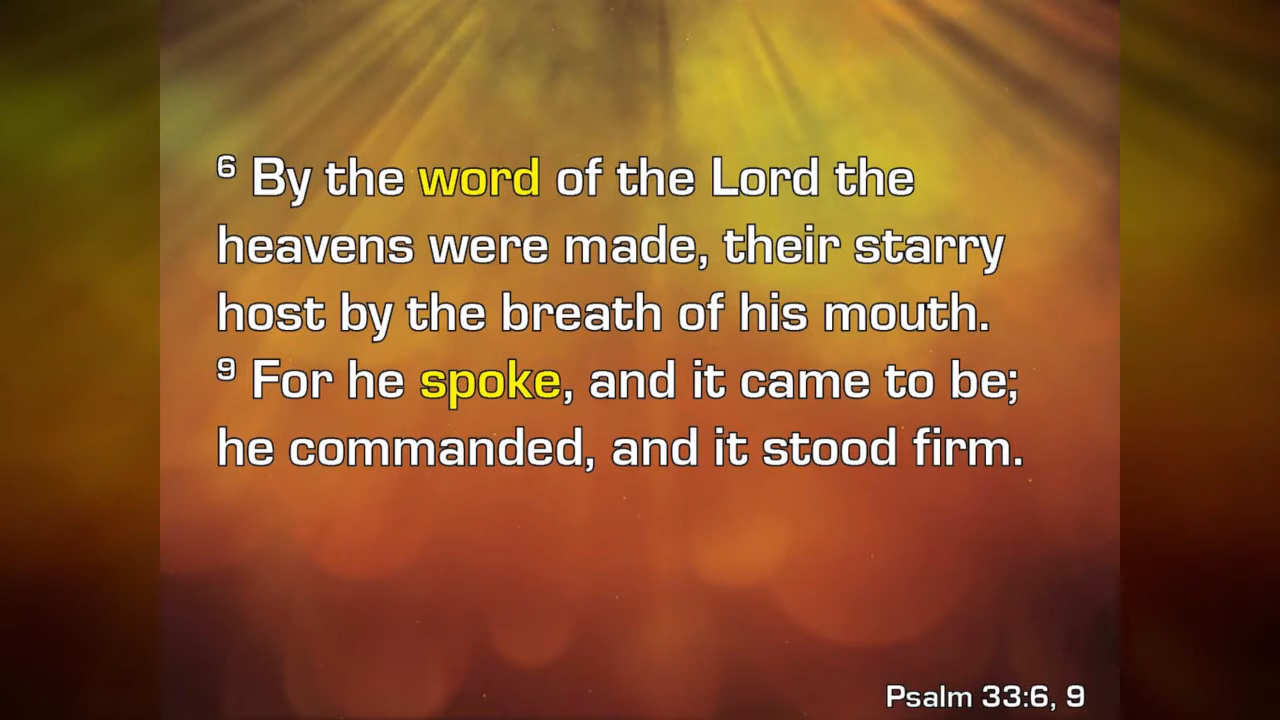 6 By the word of the Lord the
heavens were made, their starry
host by the breath of his mouth.
9 For he spoke, and it came to be;
he commanded, and it stood firm.
Psalm 33:6, 9